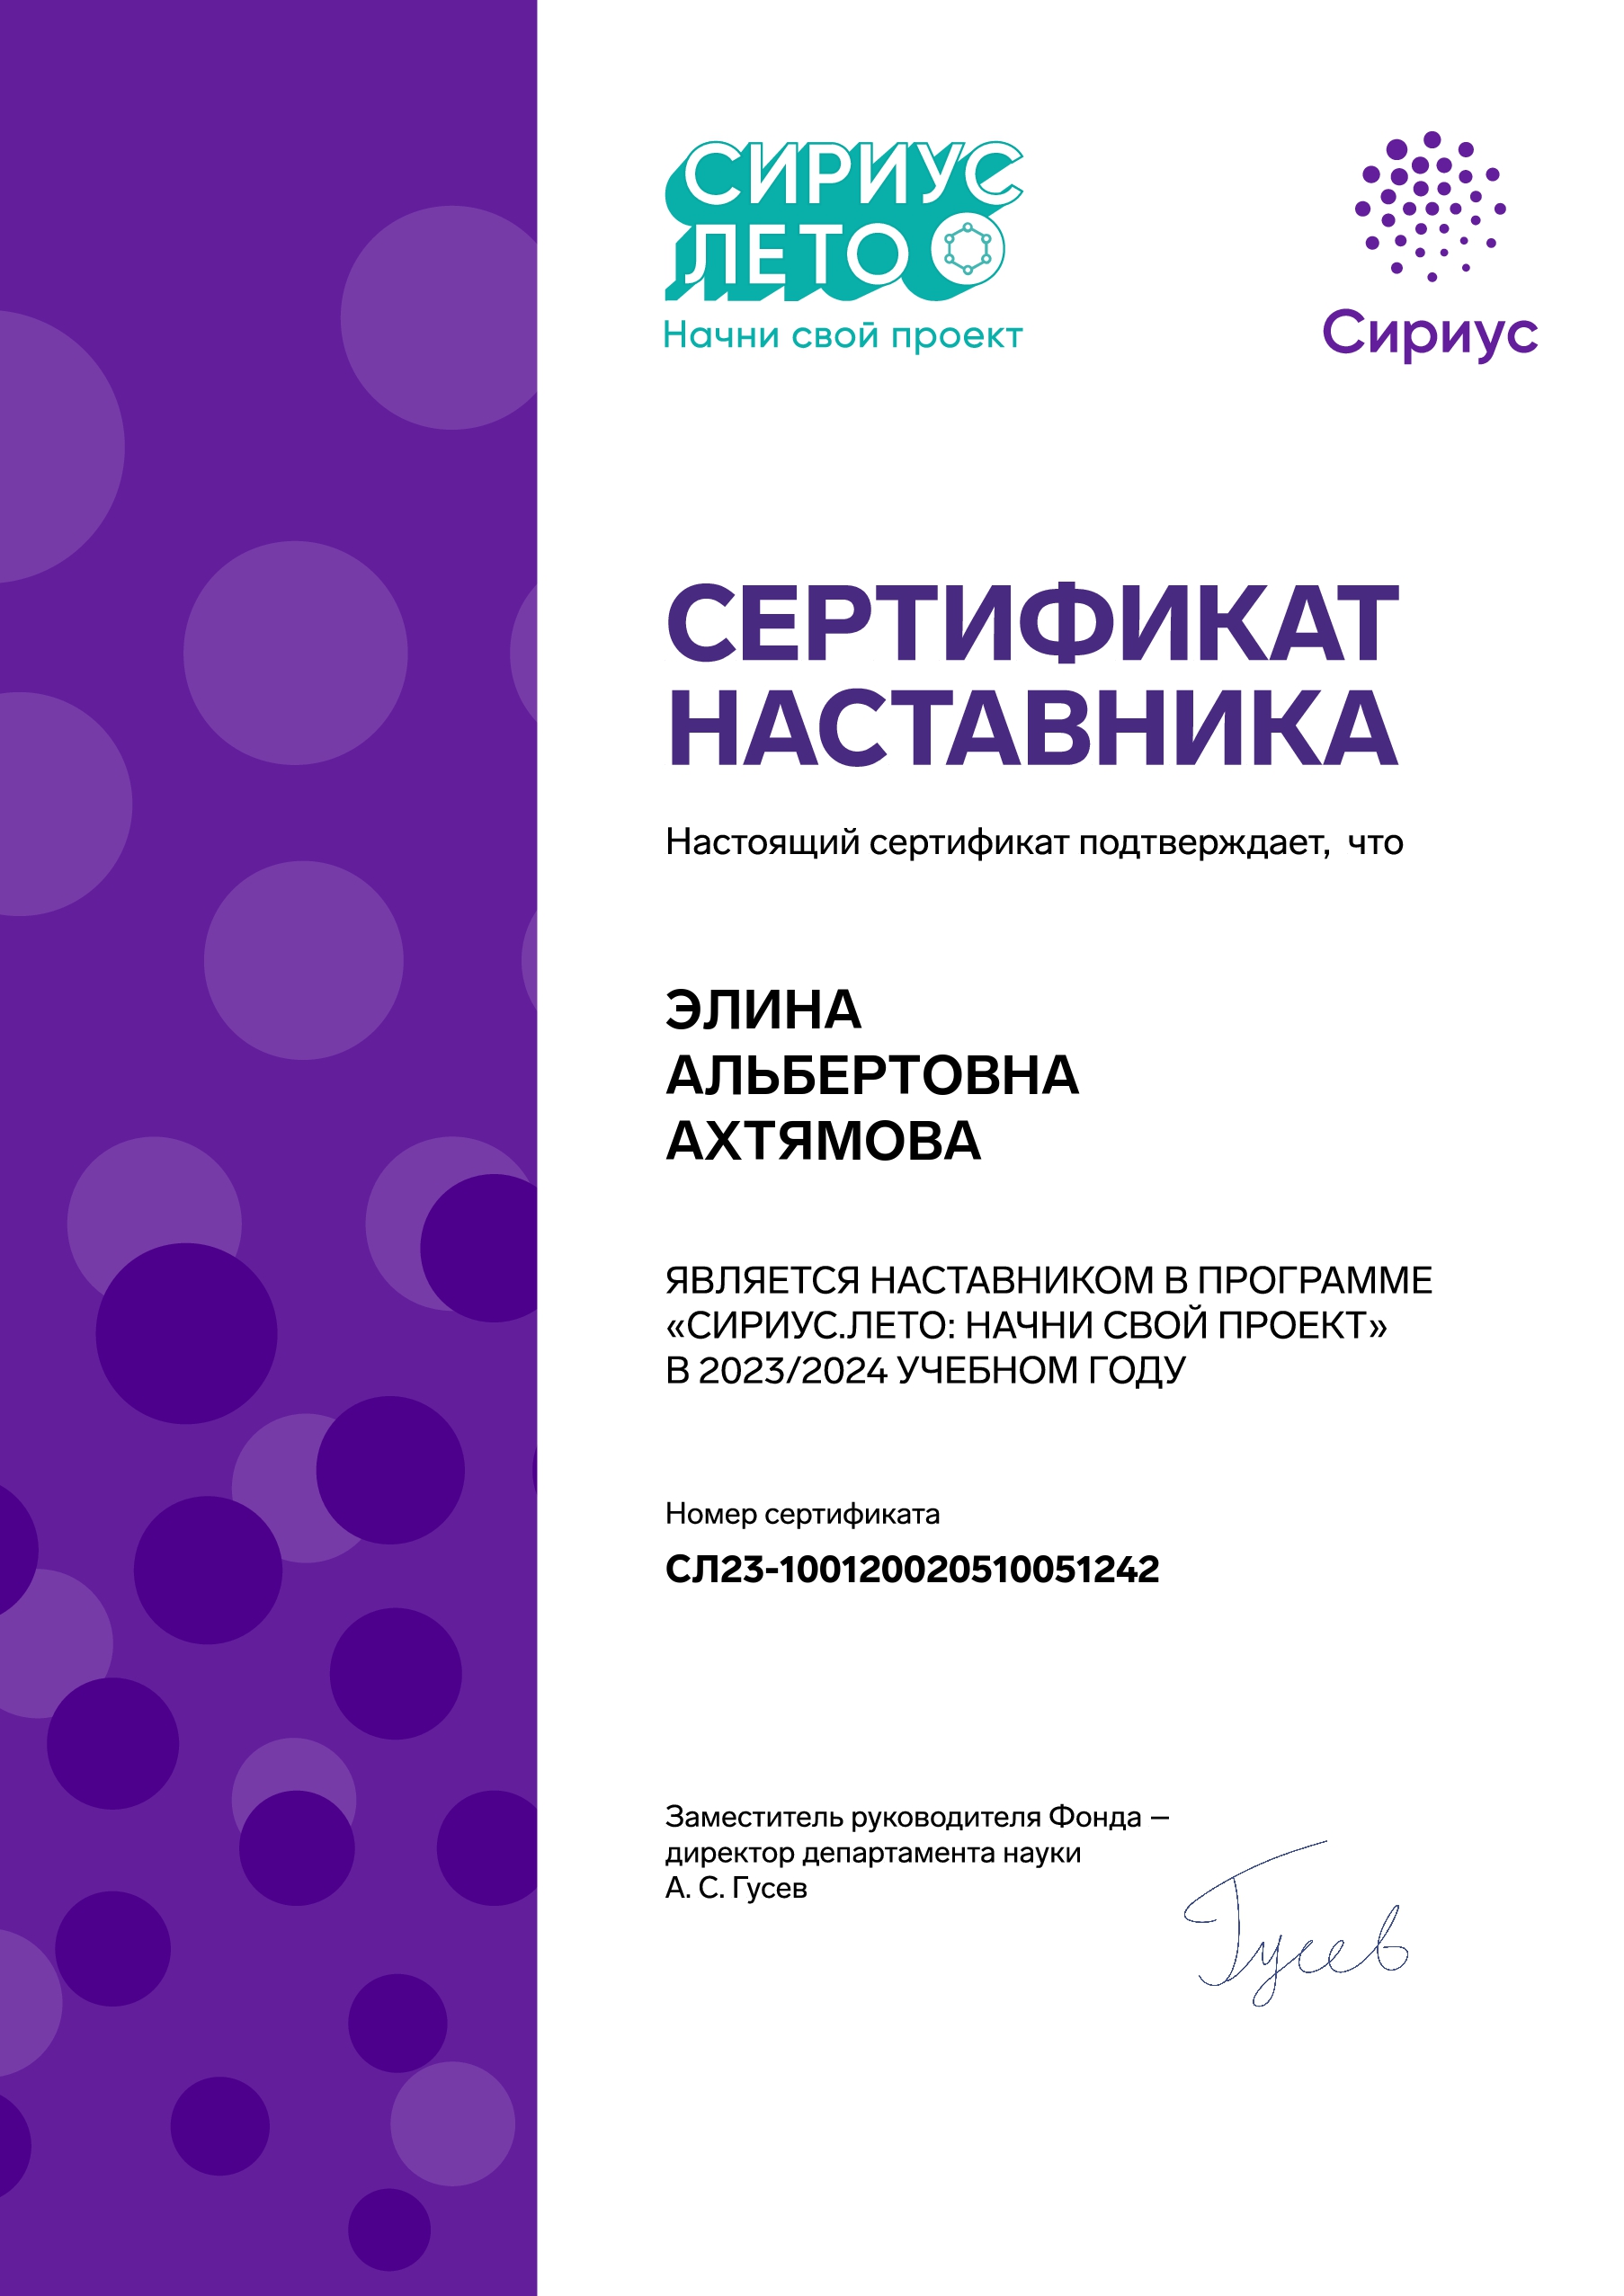 СИРИУС
ЛЕТО
Начни свой проект
Сириус
СЕРТИФИКАТ
НАСТАВНИКА
Настоящий сертификат подтверждает, что
ЭЛИНА
АЛЬБЕРТОВНА
АХТЯМОВА
ЯВЛЯЕТСЯ НАСТАВНИКОМ В ПРОГРАММЕ
«СИРИУС.ЛЕТО: НАЧНИ СВОЙ ПРОЕКТ»
В 2023/2024 УЧЕБНОМ ГОДУ
Номер сертификата
СЛ23-100120020510051242
Заместитель руководителя Фонда —
директор департамента науки
А. С. Гусев
Гусев